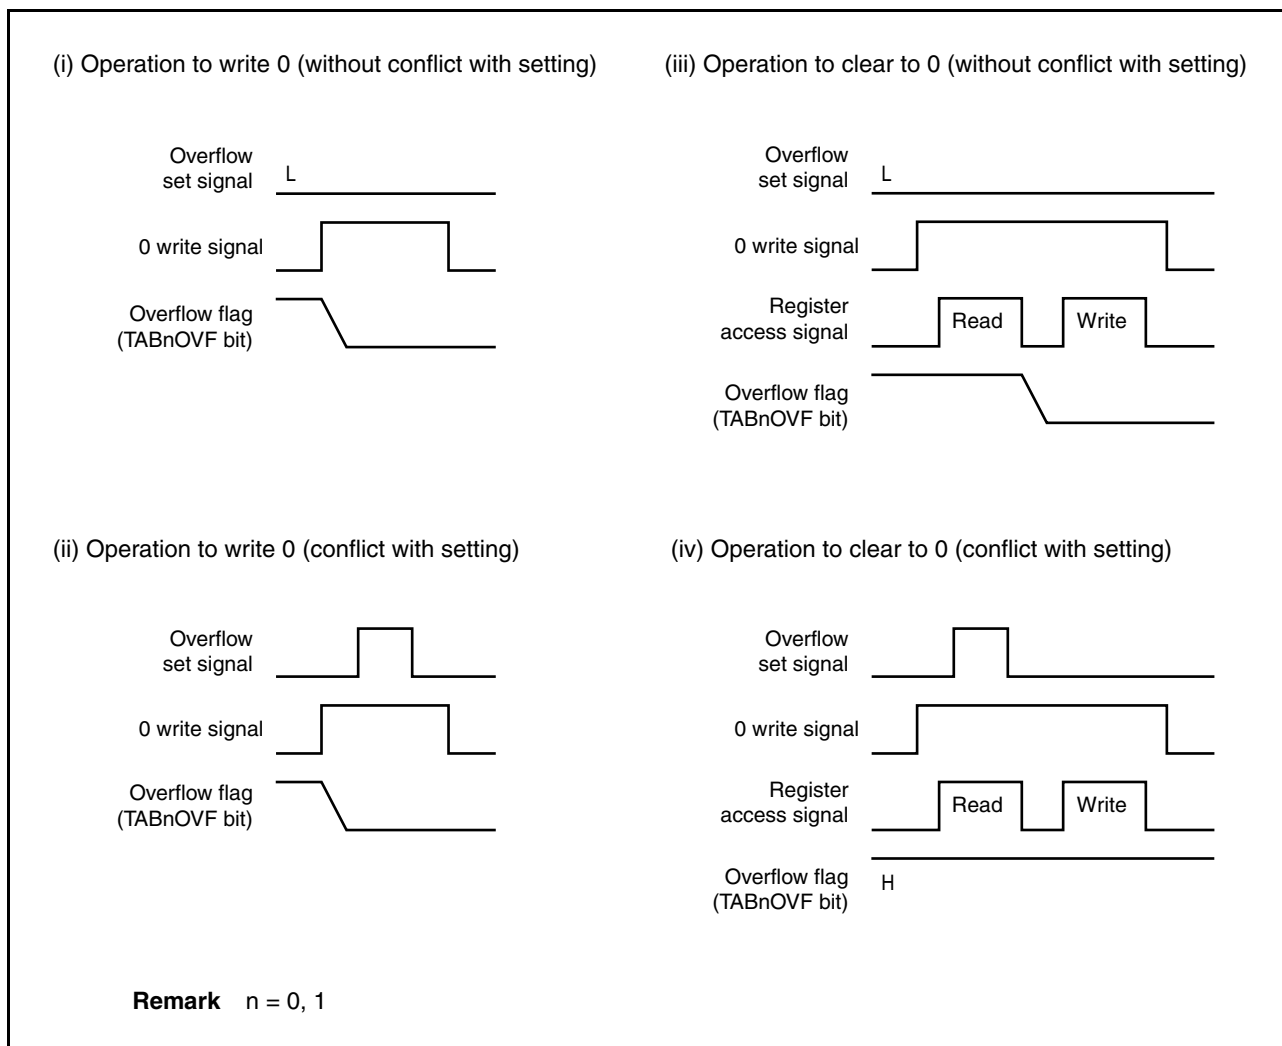 (i) Operation to write 0 (without conflict with setting)
Overflow
set signal
L
0 write signal
Overflow flag
(TABnOVF bit)
(iii) Operation to clear to 0 (without conflict with setting)
Overflow
set signal
L
0 write signal
Register
access signal
Read
Write
Overflow flag
(TABnOVF bit)
(ii) Operation to write 0 (conflict with setting)
Overflow
set signal
0 write signal
Overflow flag
(TABnOVF bit)
(iv) Operation to clear to 0 (conflict with setting)
Overflow
set signal
0 write signal
Register
access signal
Read
Write
Overflow flag
(TABnOVF bit)
H
Remark n = 0, 1